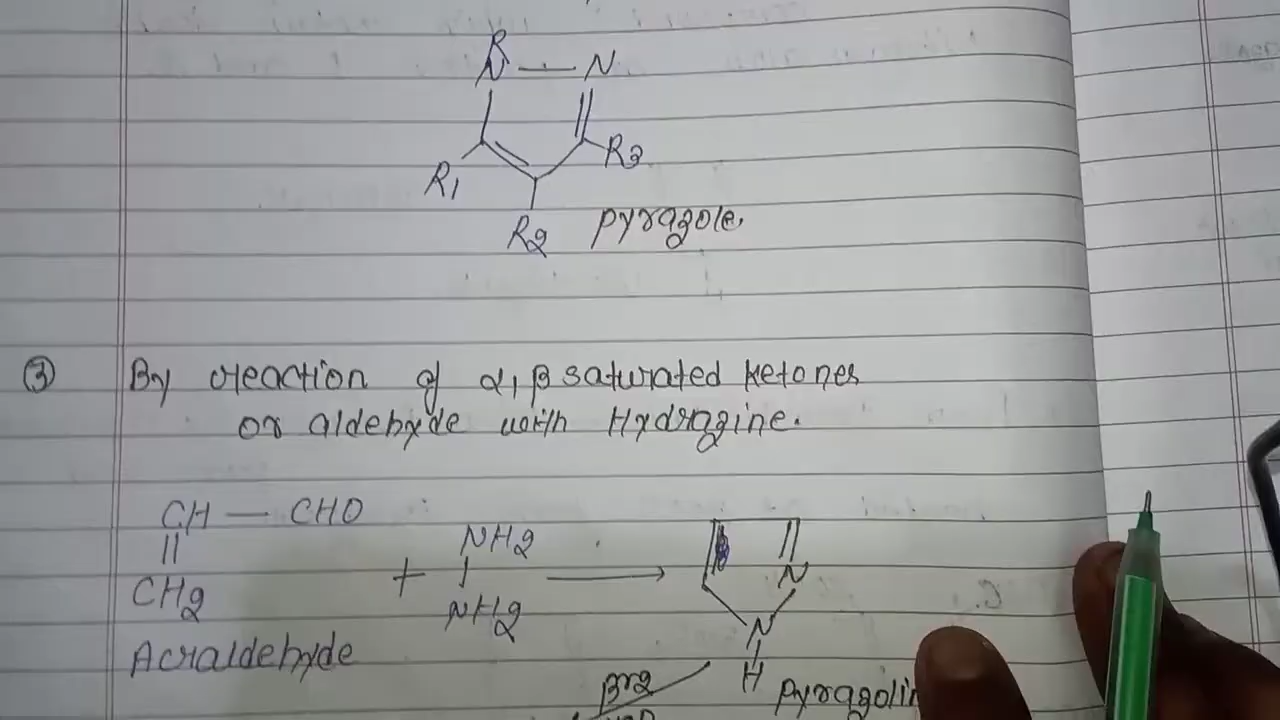 R
N — N
R1
R3
R2 pyrazole.
③ By reaction of α,β saturated ketones
or aldehyde with Hydrazine.
CH — CHO
||
CH2
+
NH2
|
NH2
→
N
N
H
Acraldehyde
Br2
pyrazolin